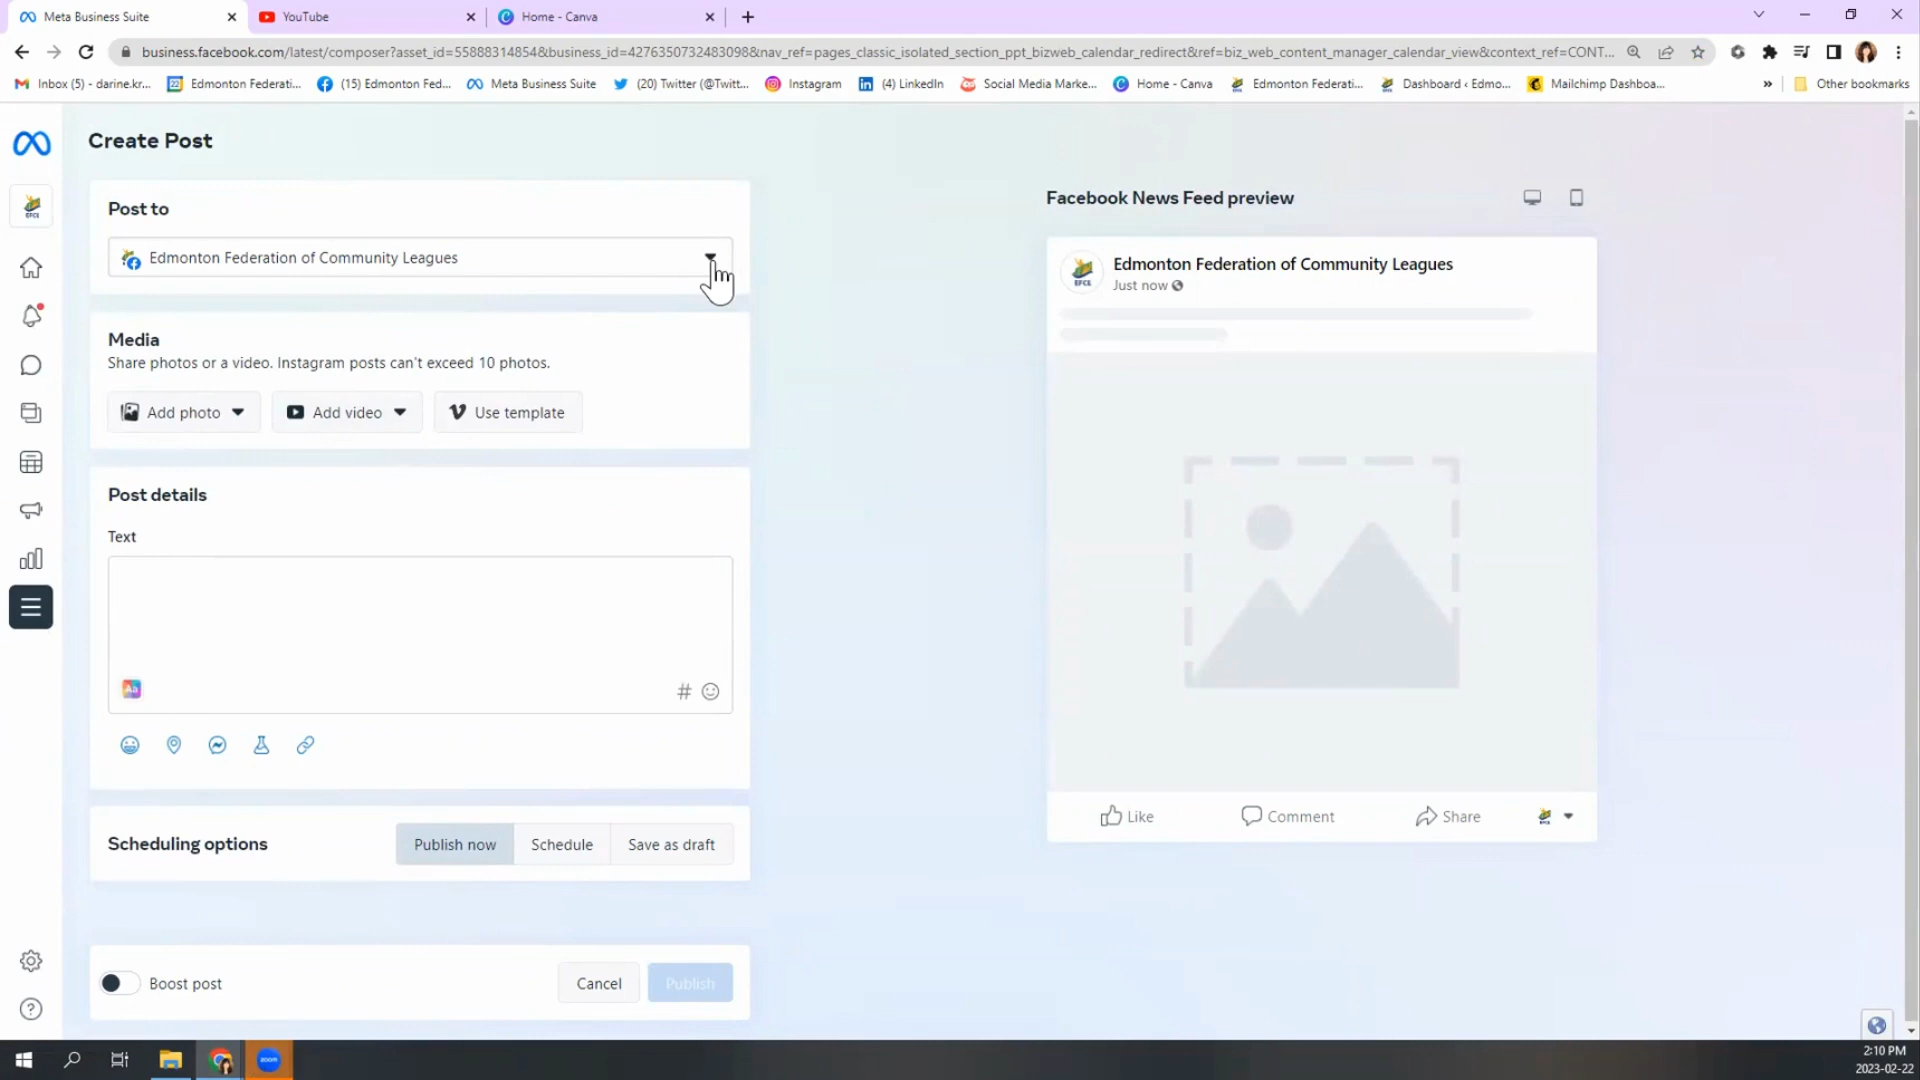 Meta Business Suite
YouTube
Home - Canva
business.facebook.com/latest/composer?asset_id=55888314854&business_id=4276350732483098&nav_ref=pages_classic_isolated_section_ppt_bizweb_calendar_redirect&ref=biz_web_content_manager_calendar_view&context_ref=CONT...
Inbox (5) - darine.kr...
Edmonton Federati...
(15) Edmonton Fed...
Meta Business Suite
(20) Twitter (@Twitt...
Instagram
(4) LinkedIn
Social Media Marke...
Home - Canva
Edmonton Federati...
Dashboard ‹ Edmo...
Mailchimp Dashboa...
»
Other bookmarks
Create Post
Post to
Edmonton Federation of Community Leagues
Media
Share photos or a video. Instagram posts can't exceed 10 photos.
Add photo
Add video
Use template
Post details
Text
Scheduling options
Publish now
Schedule
Save as draft
Boost post
Cancel
Publish
Facebook News Feed preview
Edmonton Federation of Community Leagues
Just now
EFCL
Like
Comment
Share
EFCL
zoom
2:10 PM
2023-02-22